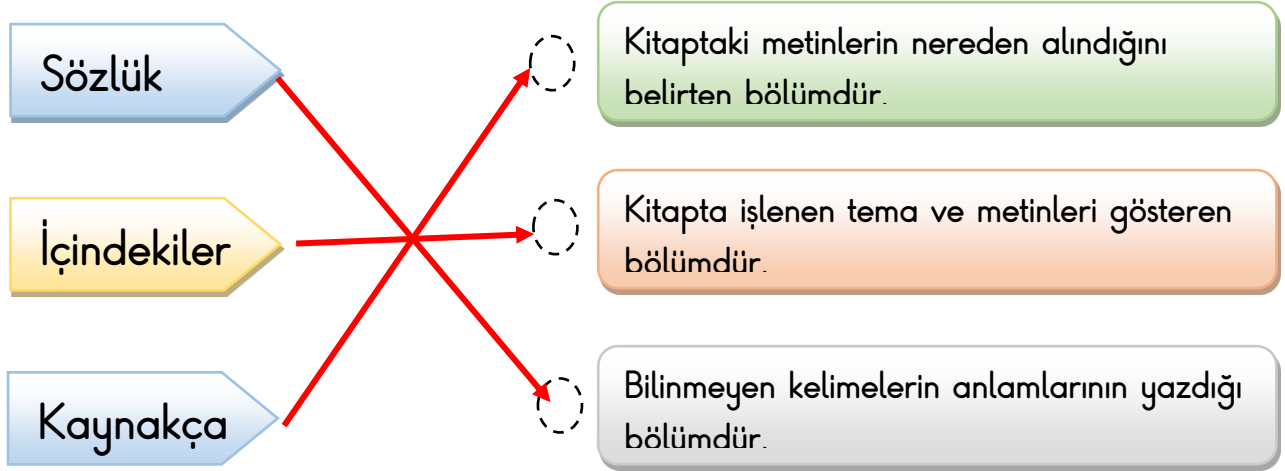 Sözlük
Kitaptaki metinlerin nereden alındığını
belirten bölümdür.
İçindekiler
Kitapta işlenen tema ve metinleri gösteren
bölümdür.
Kaynakça
Bilinmeyen kelimelerin anlamlarının yazdığı
bölümdür.